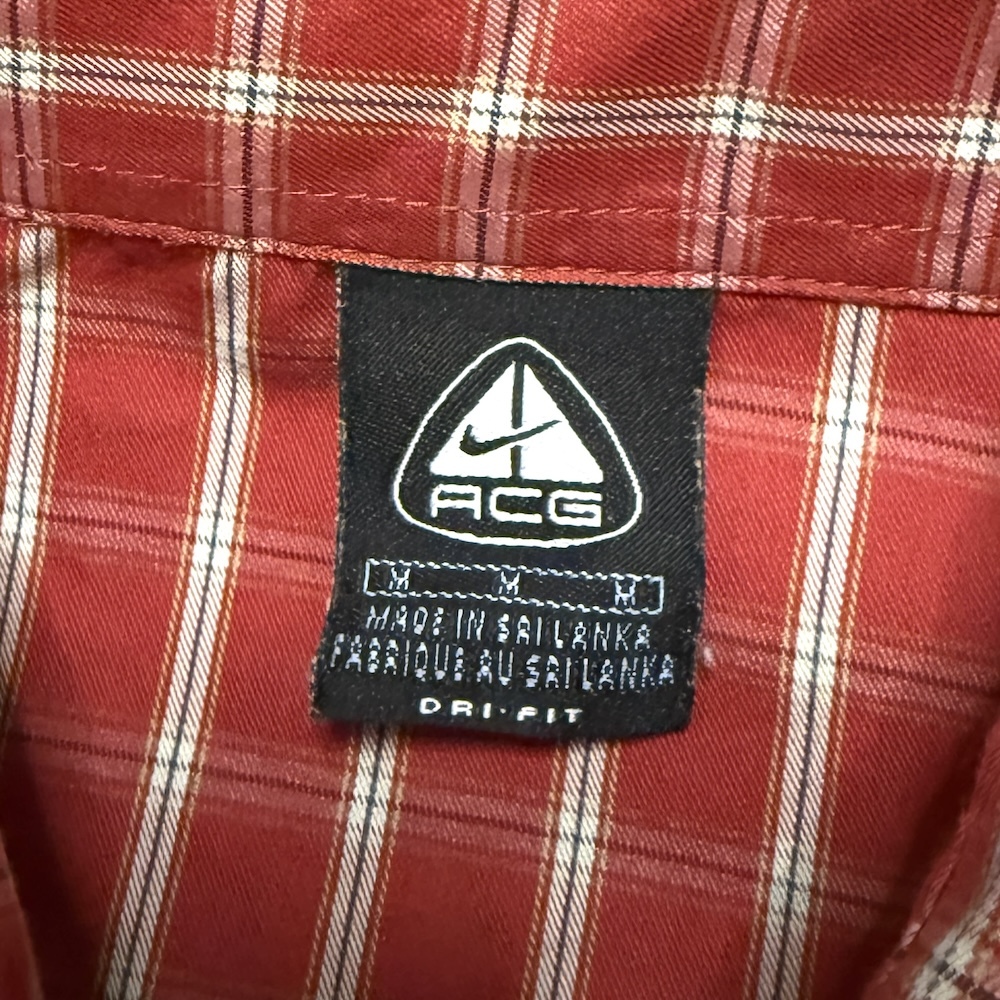 ACG
M M M
MADE IN SRI LANKA
FABRIQUE AU SRI LANKA
DRI-FIT